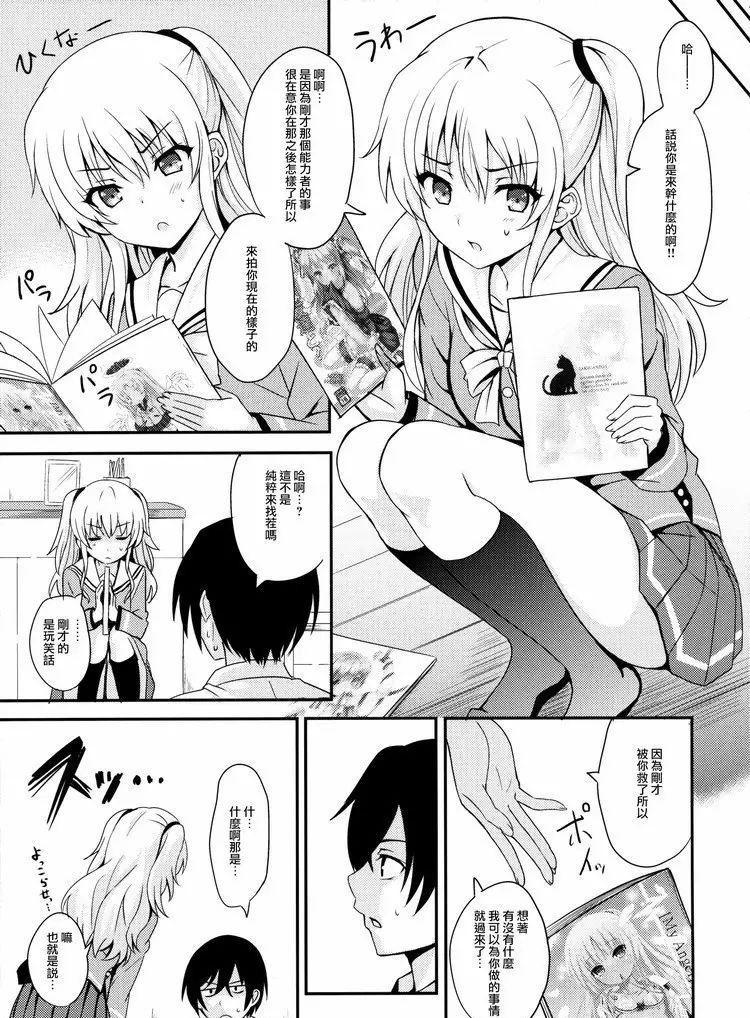 うわー
哈
——…
話說你是來幹什麼的啊!!
ひくなー
啊啊…
是因為剛才那個能力者的事
很在意你在那之後怎樣了所以
來拍你現在的樣子的
パラ
パラ
哈啊…?
這不是
純粹來找茬嗎
………
剛才的
是玩笑話
因為剛才
被你救了所以
ポイッ
想著
有沒有什麼
我可以為你做的事情
就過來了…
My Angel
什…
什麼啊那是…
スッ…
よっこらせっ…
嘛
也就是說…